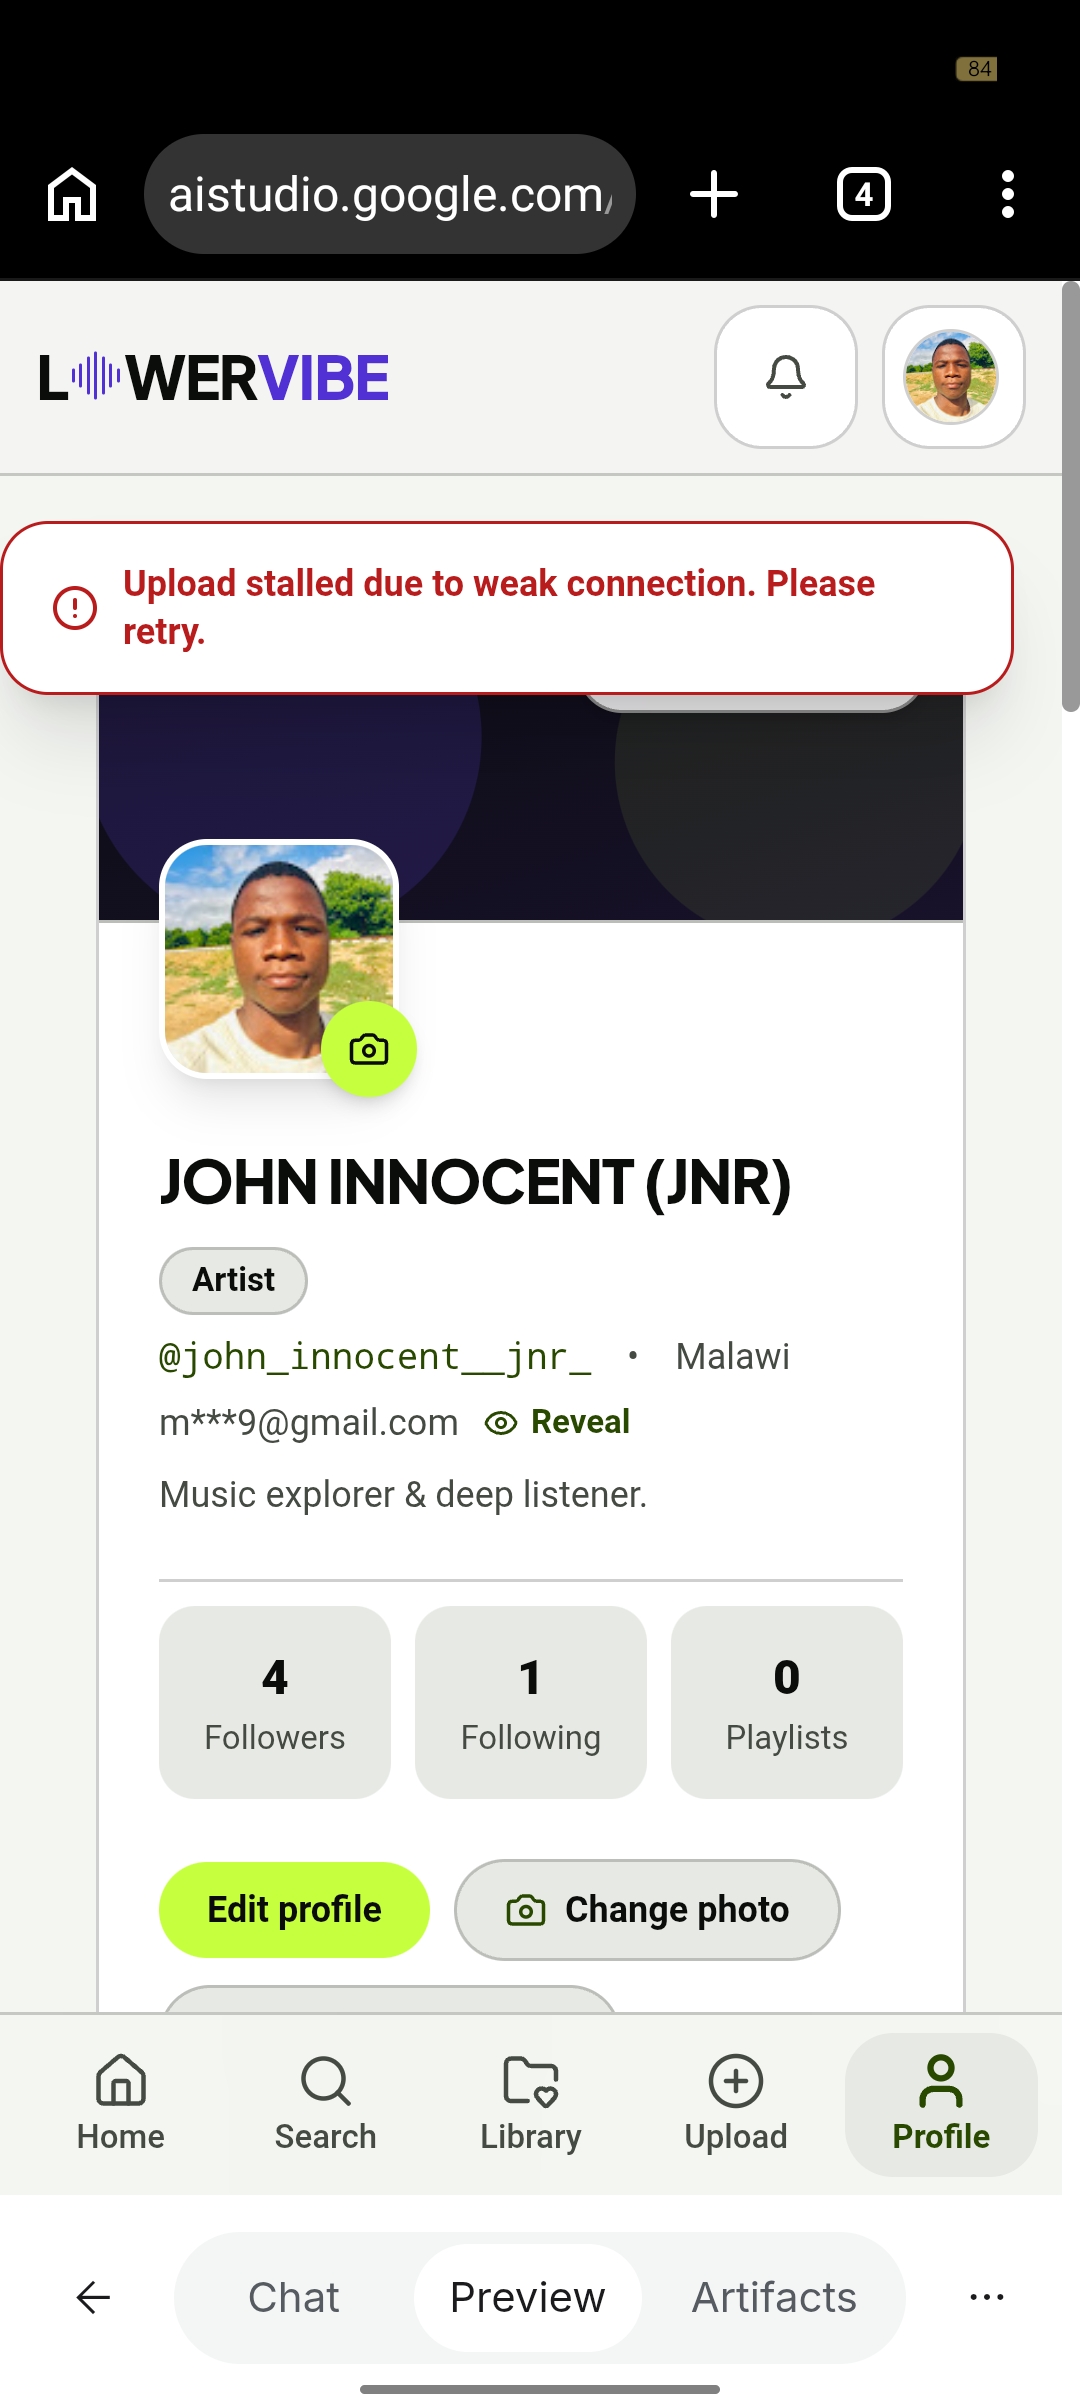 84
aistudio.google.com/
4
LOWERVIBE
Upload stalled due to weak connection. Please
retry.
JOHN INNOCENT (JNR)
Artist
@john_innocent__jnr_ • Malawi
m***9@gmail.com Reveal
Music explorer & deep listener.
4 1 0
Followers Following Playlists
Edit profile Change photo
Home Search Library Upload Profile
Chat Preview Artifacts